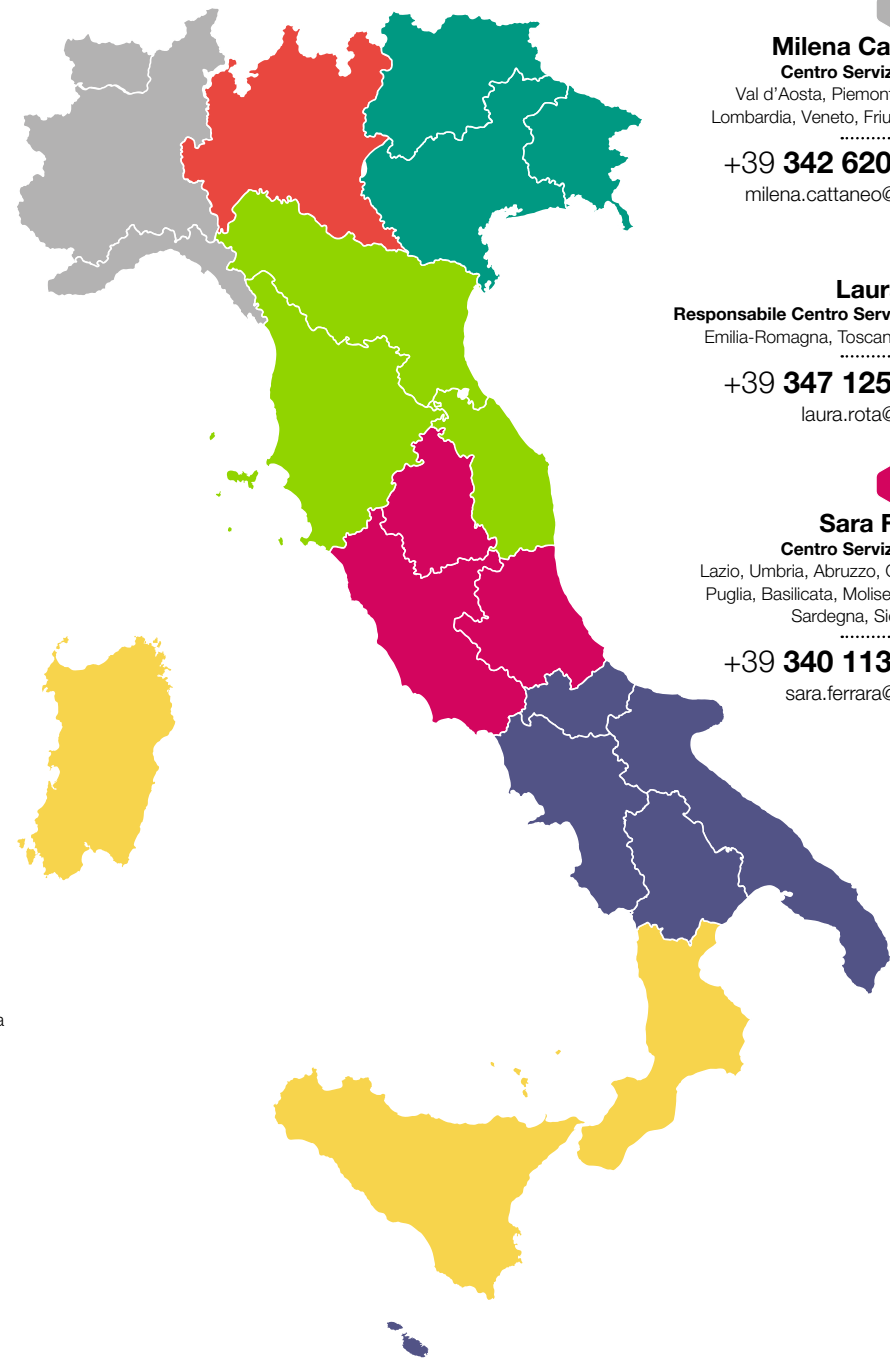 Milena Ca
Centro Serviz
Val d'Aosta, Piemont
Lombardia, Veneto, Friu
+39 342 620
milena.cattaneo@
Laur
Responsabile Centro Serv
Emilia-Romagna, Toscan
+39 347 125
laura.rota@
Sara F
Centro Serviz
Lazio, Umbria, Abruzzo, C
Puglia, Basilicata, Molise
Sardegna, Sic
+39 340 113
sara.ferrara@
a